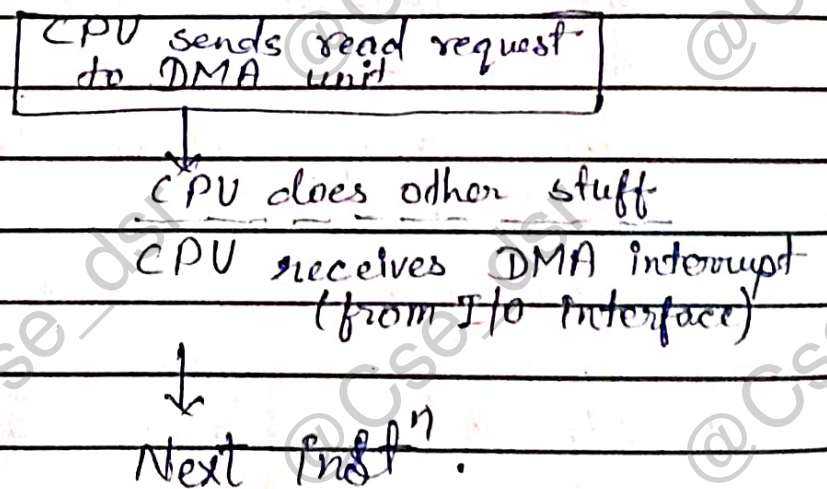 CPU sends read request
to DMA unit
CPU does other stuff
CPU receives DMA interrupt
(from I/O interface)
Next Instⁿ.
@Cse_dsr